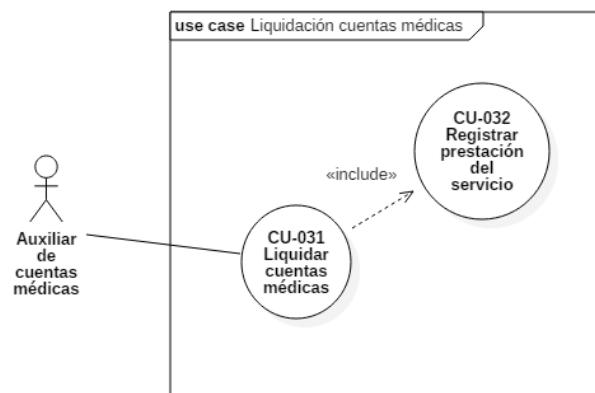 use case Liquidación cuentas médicas
CU-032
Registrar
prestación
del
servicio
«include»
Auxiliar
de
cuentas
médicas
CU-031
Liquidar
cuentas
médicas